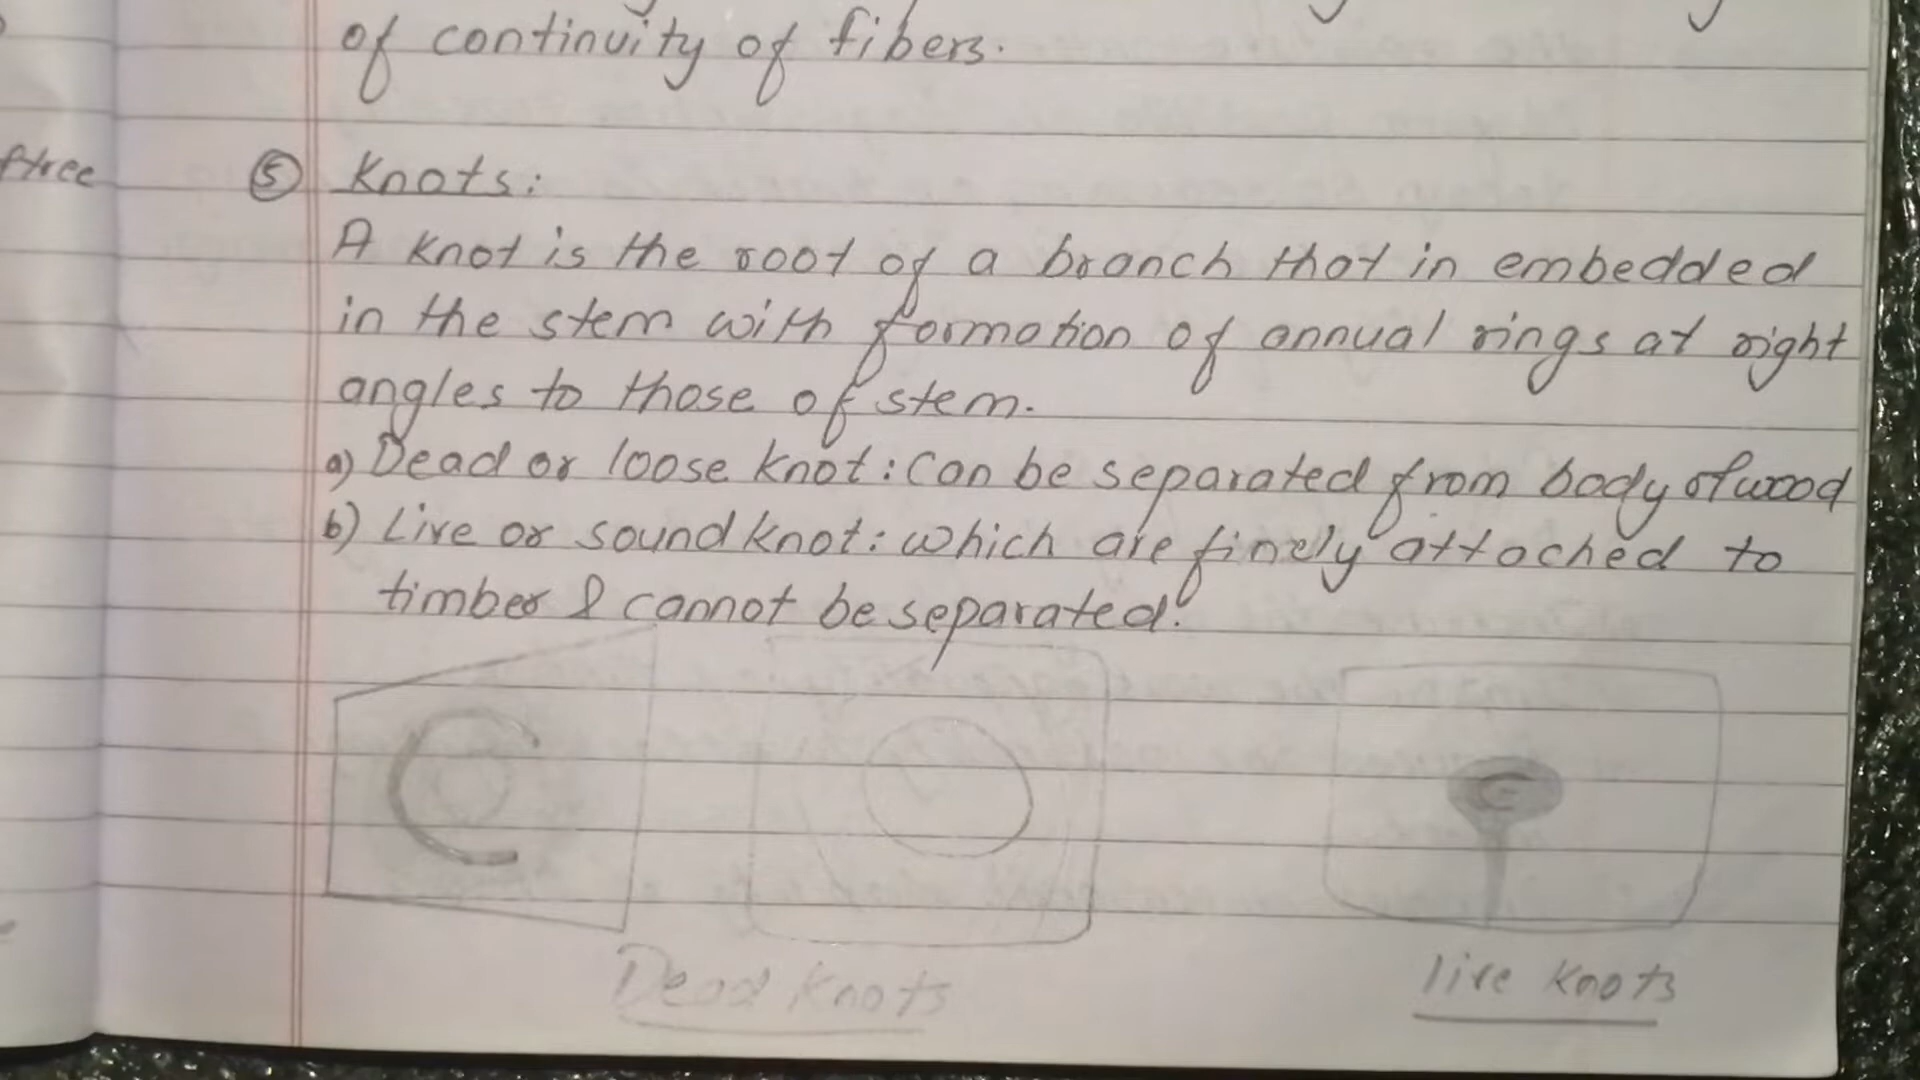 of continuity of fibers.
ftree
⑤ Knots:
A knot is the root of a branch that in embedded
in the stem with formation of annual rings at right
angles to those of stem.
a) Dead or loose knot: Can be separated from body of wood
b) Live or sound knot: which are finely attached to
timber & cannot be separated.
Dead knots
live knots